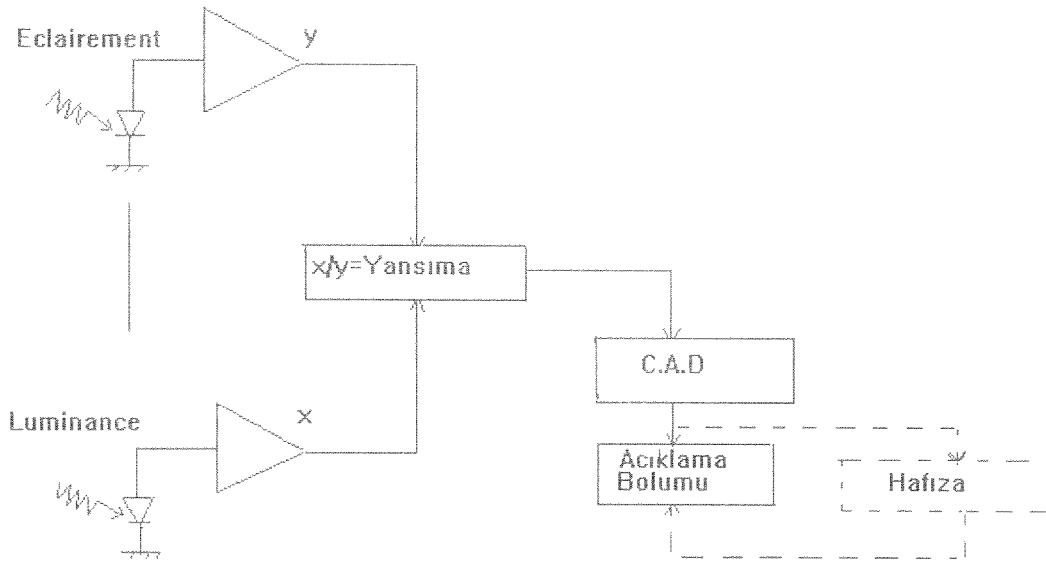 Eclairement
y
x/y=Yansıma
C.A.D
Luminance
x
Acıklama
Bolumu
Hafıza